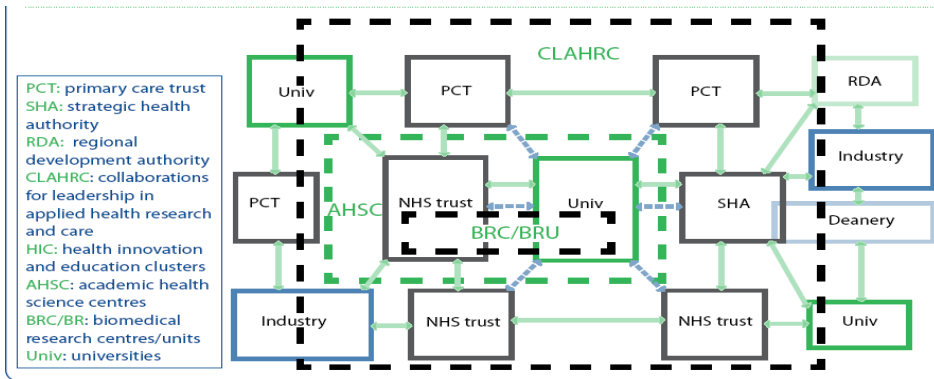 PCT: primary care trust
SHA: strategic health
authority
RDA: regional
development authority
CLAHRC: collaborations
for leadership in
applied health research
and care
HIC: health innovation
and education clusters
AHSC: academic health
science centres
BRC/BR: biomedical
research centres/units
Univ: universities
CLAHRC
Univ
PCT
PCT
RDA
Industry
AHSC
PCT
NHS trust
Univ
SHA
Deanery
BRC/BRU
Industry
NHS trust
NHS trust
Univ